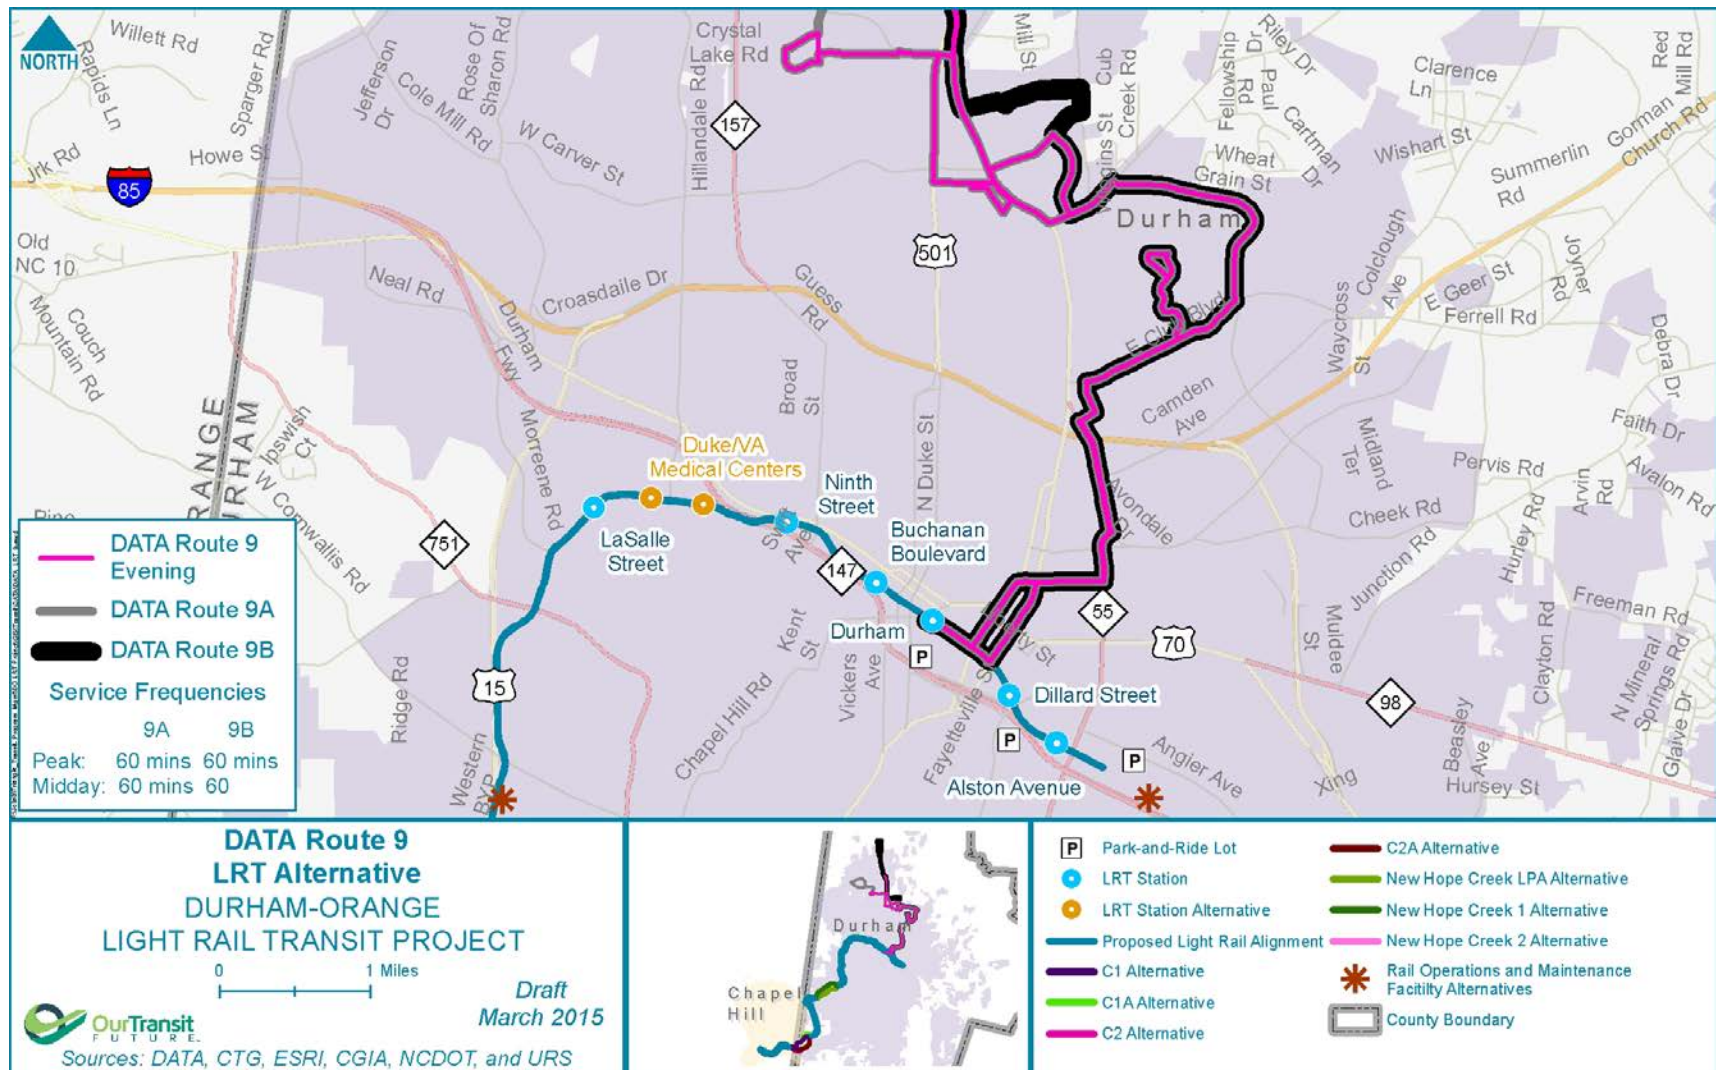 NORTH
Willett Rd
Rapids Ln
Sparger Rd
Jefferson
Dr
Rose Of
Sharon Rd
Cole Mill Rd
Crystal
Lake Rd
Hillandale Rd
157
Mill St
Cub
Creek Rd
Fellowship
Rd
Dr
Riley Dr
Paul
Cartman
Dr
Clarence
Ln
Red
Mill Rd
Gorman
Church Rd
Wishart St
Summerlin
Rd
Wheat
Grain St
Jrk Rd
Howe S
W Carver St
85
Durham
501
Old
NC 10
Neal Rd
Croasdaile Dr
Guess
Rd
Durham
Fwy
Couch
Mountain Rd
E Club Blvd
Waycross
St
Colclough
Ave
E Geer St
Joyner
Rd
Ferrell Rd
Debra Dr
Broad
St
N Duke St
Camden
Ave
Midland
Ter
Faith Dr
Pervis Rd
Arvin
Rd
Avalon Rd
Ipswish
Ct
W Cornwallis Rd
Morreene Rd
RANGE
URHAM
Duke/VA
Medical Centers
Ninth
Street
Buchanan
Boulevard
Avondale
Dr
Cheek Rd
Junction Rd
Hurley Rd
LaSalle
Street
751
147
Kent
St
Durham
P
Vickers
Ave
55
70
Muldee
St
Freeman Rd
Clayton Rd
N Mineral
Springs Rd
Glaive Dr
15
Ridge Rd
Western
BYP
Chapel Hill Rd
Fayetteville S
Dillard Street
98
P
Alston Avenue
P
Angier Ave
Xing
Beasley
Ave
Hursey St
DATA Route 9
Evening
DATA Route 9A
DATA Route 9B
Service Frequencies
9A 9B
Peak: 60 mins 60 mins
Midday: 60 mins 60
DATA Route 9
LRT Alternative
DURHAM-ORANGE
LIGHT RAIL TRANSIT PROJECT
0 1 Miles
Draft
March 2015
OurTransit
FUTURE
Sources: DATA, CTG, ESRI, CGIA, NCDOT, and URS
Durham
Chapel
Hill
P Park-and-Ride Lot
LRT Station
LRT Station Alternative
Proposed Light Rail Alignment
C1 Alternative
C1A Alternative
C2 Alternative
C2A Alternative
New Hope Creek LPA Alternative
New Hope Creek 1 Alternative
New Hope Creek 2 Alternative
Rail Operations and Maintenance
Factilty Alternatives
County Boundary